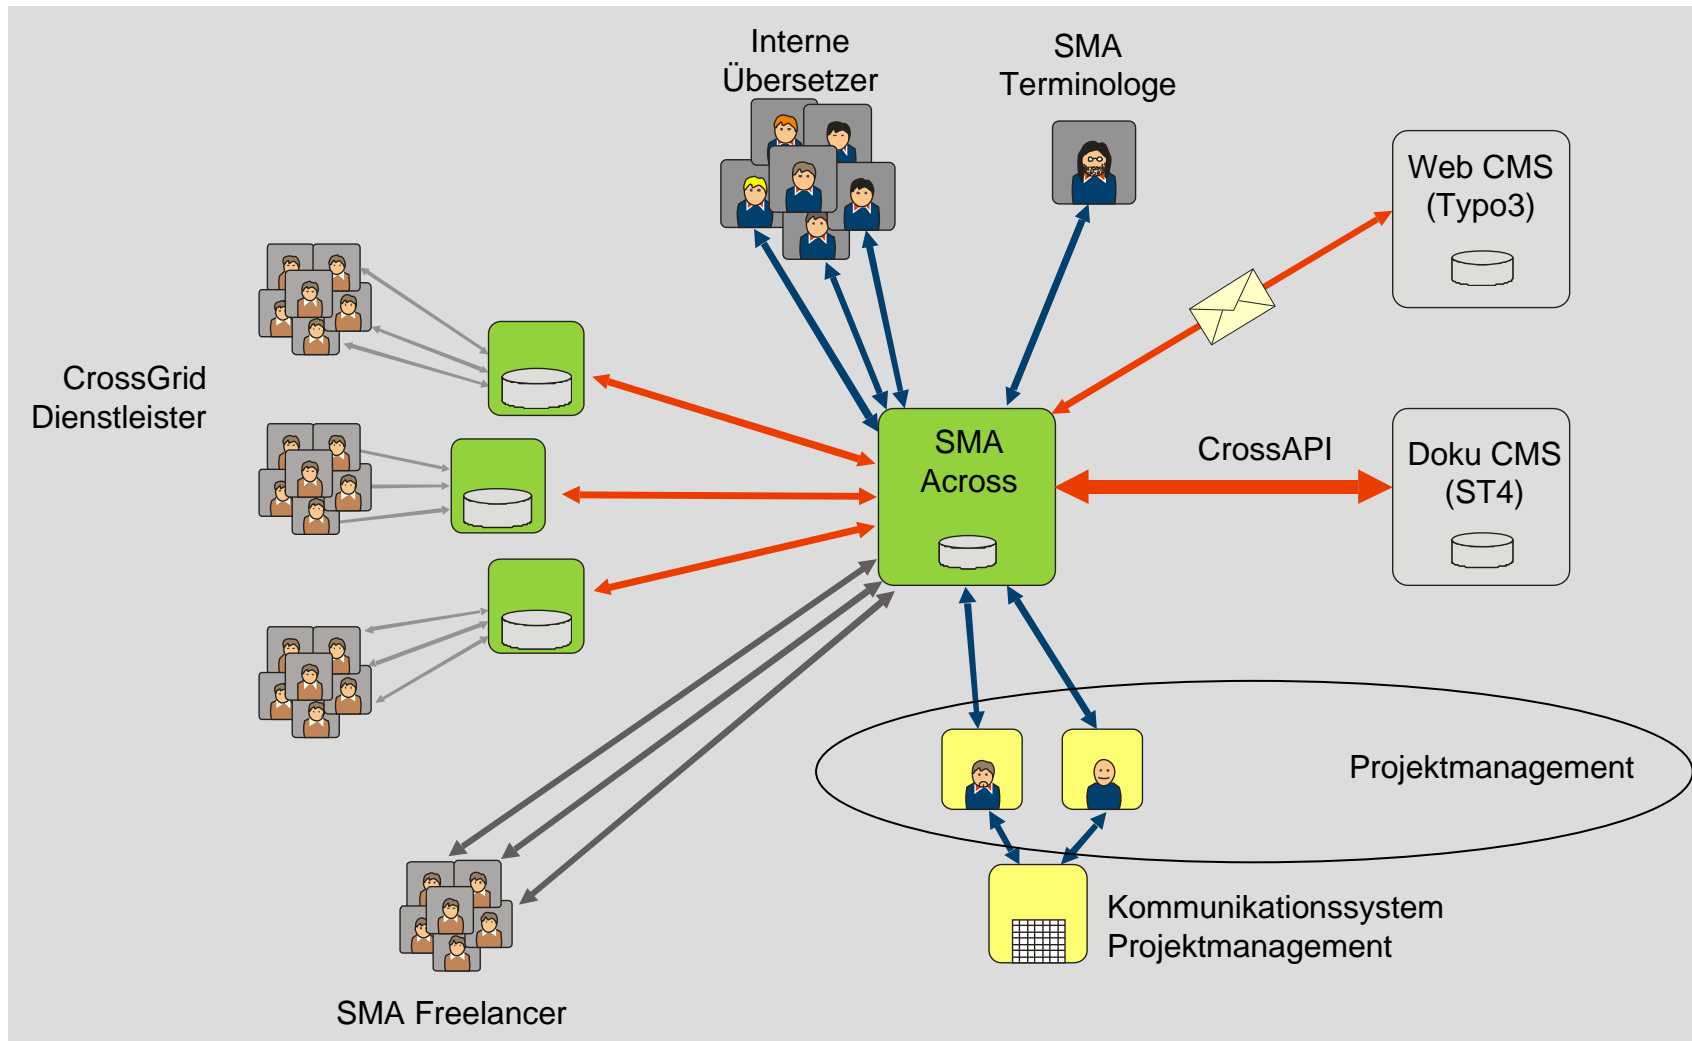 Interne
Übersetzer
SMA
Terminologe
Web CMS
(Typo3)
CrossGrid
Dienstleister
SMA
Across
CrossAPI
Doku CMS
(ST4)
Projektmanagement
Kommunikationssystem
Projektmanagement
SMA Freelancer